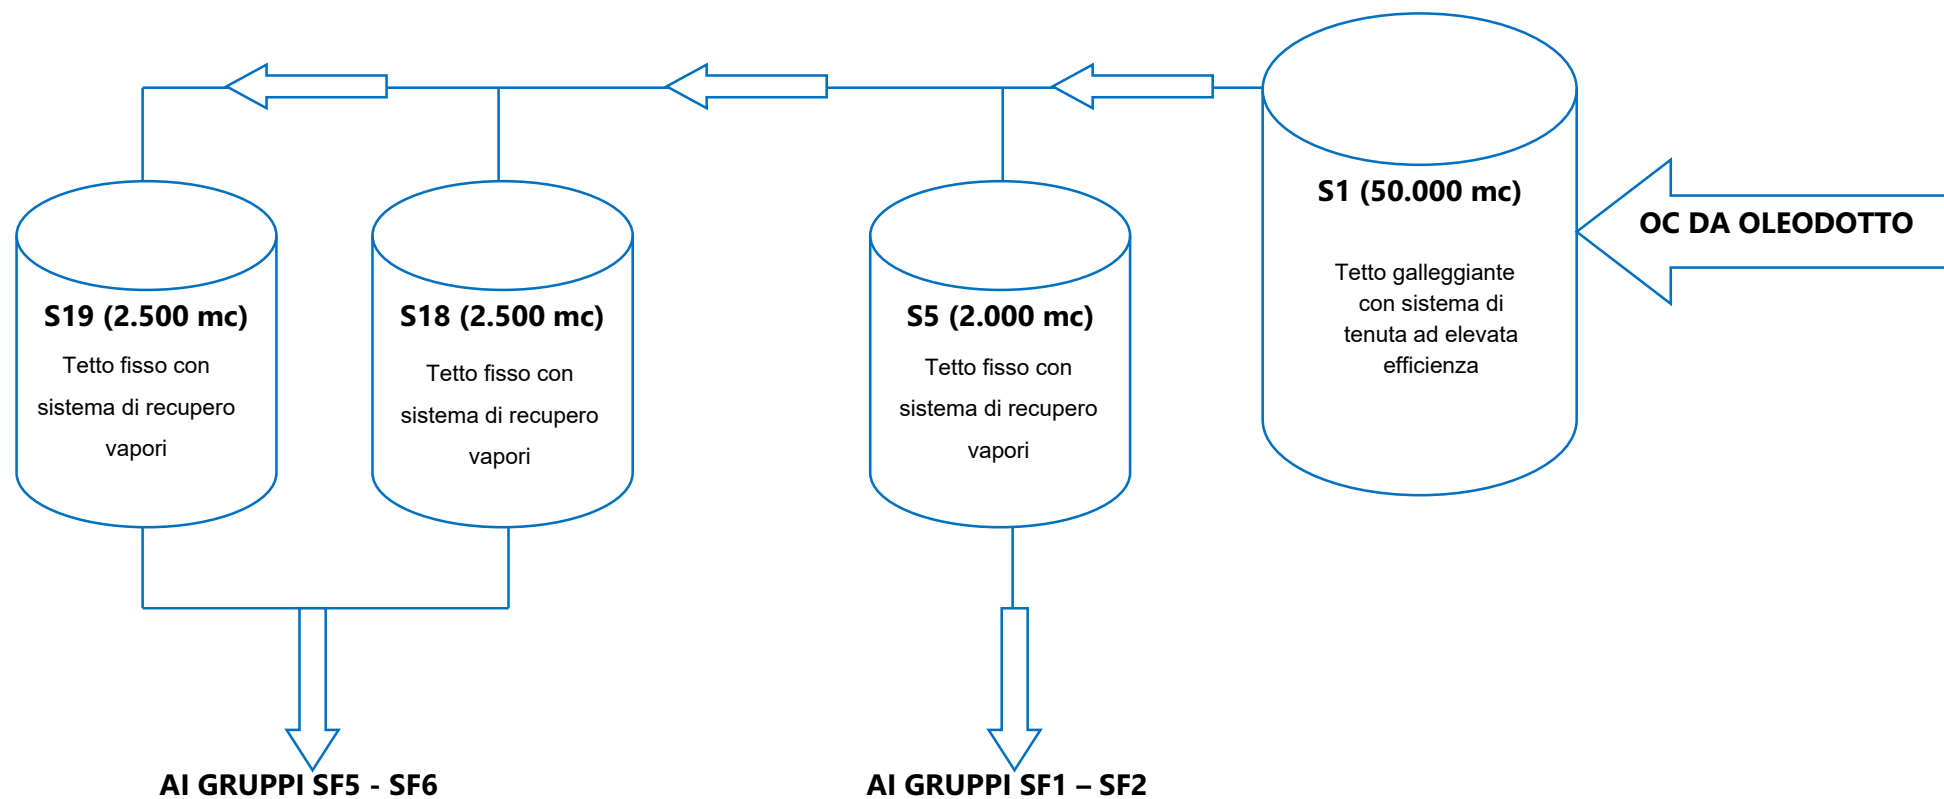 S1 (50.000 mc)
Tetto galleggiante
con sistema di
tenuta ad elevata
efficienza
OC DA OLEODOTTO
S19 (2.500 mc)
Tetto fisso con
sistema di recupero
vapori
S18 (2.500 mc)
Tetto fisso con
sistema di recupero
vapori
S5 (2.000 mc)
Tetto fisso con
sistema di recupero
vapori
AI GRUPPI SF5 - SF6
AI GRUPPI SF1 – SF2